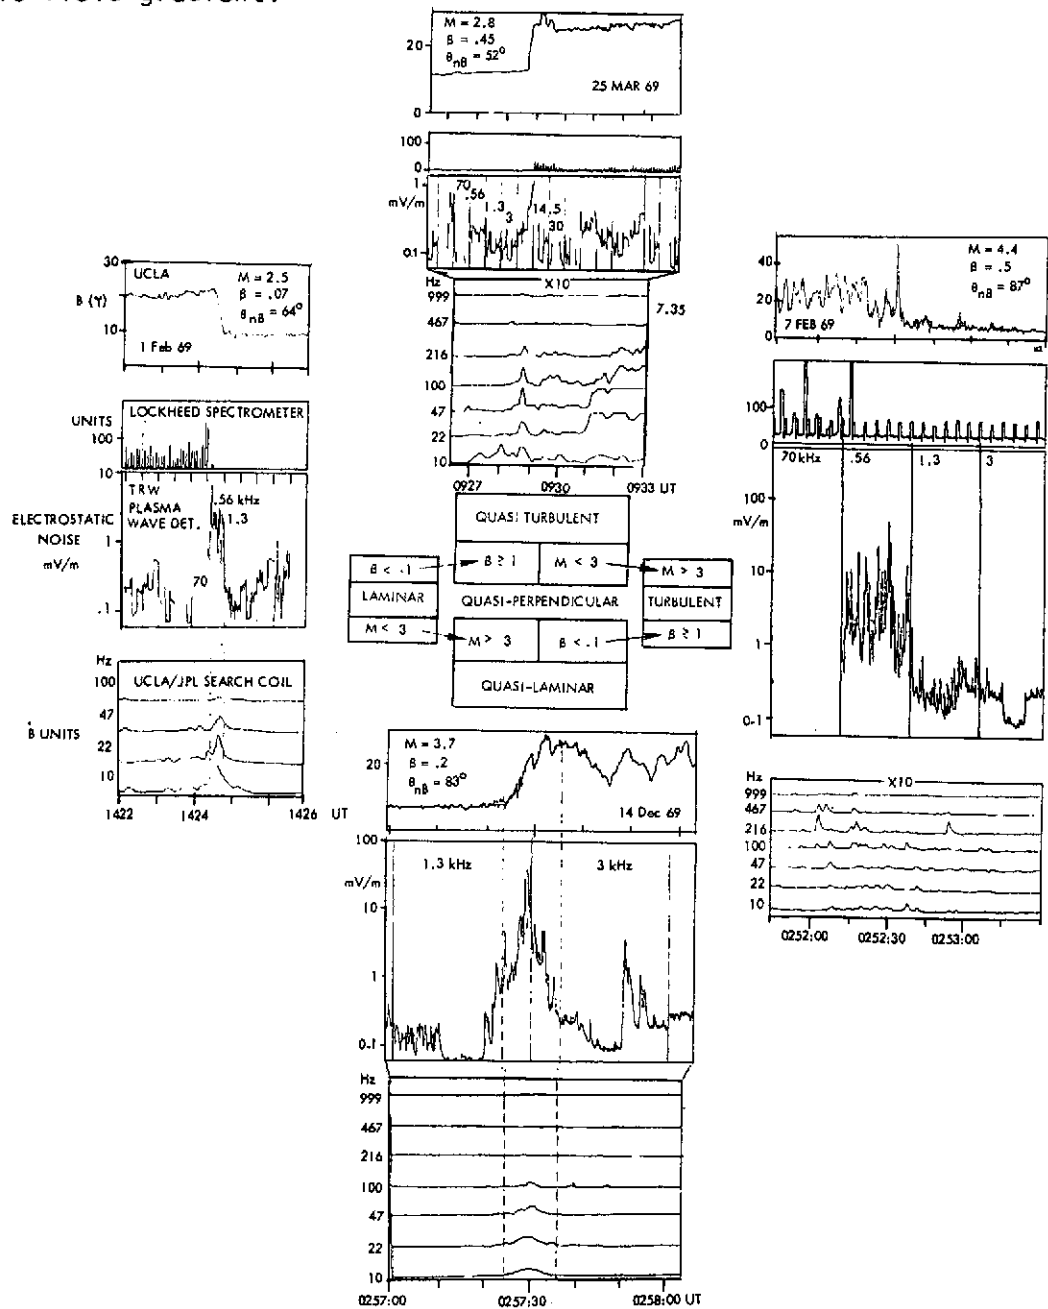 gradient.
M = 2.8
β = .45
θnB = 52°
25 MAR 69
20
0
100
0
1
mV/m
0.1
70
.56
1.3
3
14.5
30
X10
Hz
999
467
216
100
47
22
10
7.35
0927
0930
0933 UT
30
UCLA
B (γ)
10
M = 2.5
β = .07
θnB = 64°
1 Feb 69
LOCKHEED SPECTROMETER
UNITS
100
10
TRW
PLASMA
WAVE DET.
.56 kHz
1.3
70
ELECTROSTATIC
NOISE
mV/m
1
.1
Hz
100
47
22
10
UCLA/JPL SEARCH COIL
Ḃ UNITS
1422
1424
1426
UT
QUASI TURBULENT
β < .1
β ≥ 1
M < 3
M > 3
LAMINAR
QUASI-PERPENDICULAR
TURBULENT
M < 3
M > 3
β < .1
β ≥ 1
QUASI-LAMINAR
40
20
0
M = 4.4
β = .5
θnB = 87°
7 FEB 69
100
0
70 kHz
.56
1.3
3
100
mV/m
10
1
0.1
Hz
X10
999
467
216
100
47
22
10
0252:00
0252:30
0253:00
20
M = 3.7
β = .2
θnB = 83°
14 Dec 69
100
mV/m
10
1
0.1
1.3 kHz
3 kHz
Hz
999
467
216
100
47
22
10
0257:00
0257:30
0258:00 UT